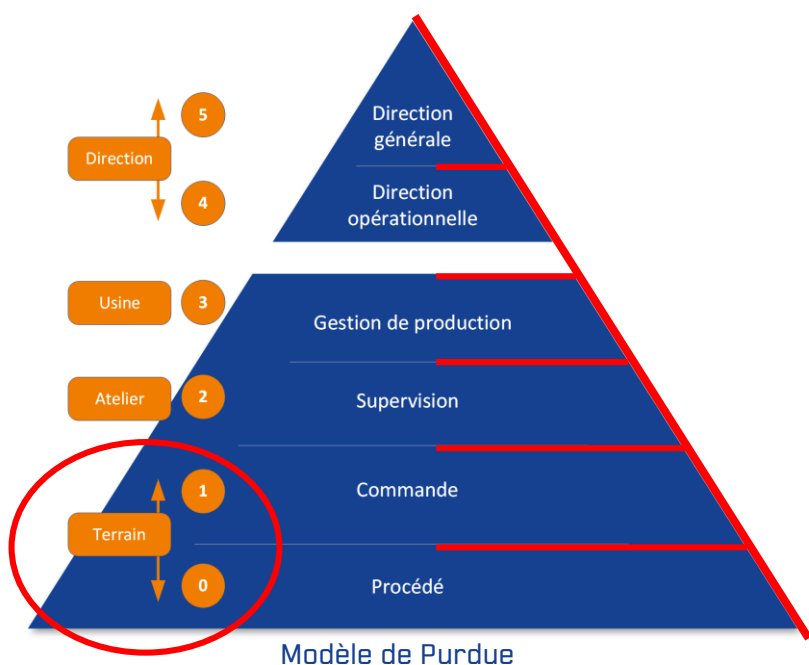 5
Direction
générale
Direction
4
Direction
opérationnelle
Usine
3
Gestion de production
Atelier
2
Supervision
1
Commande
Terrain
0
Procédé
Modèle de Purdue